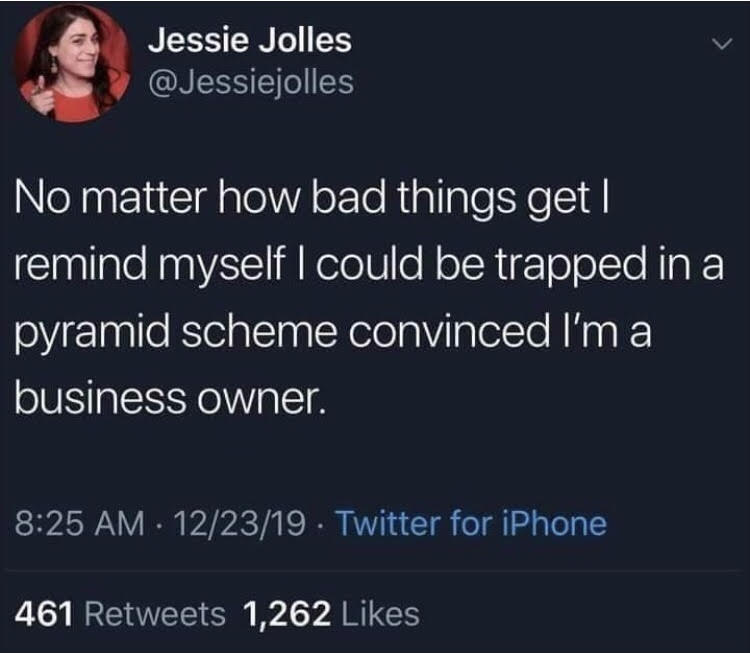 Jessie Jolles
@Jessiejolles
No matter how bad things get I
remind myself I could be trapped in a
pyramid scheme convinced I'm a
business owner.
8:25 AM · 12/23/19 · Twitter for iPhone
461 Retweets 1,262 Likes